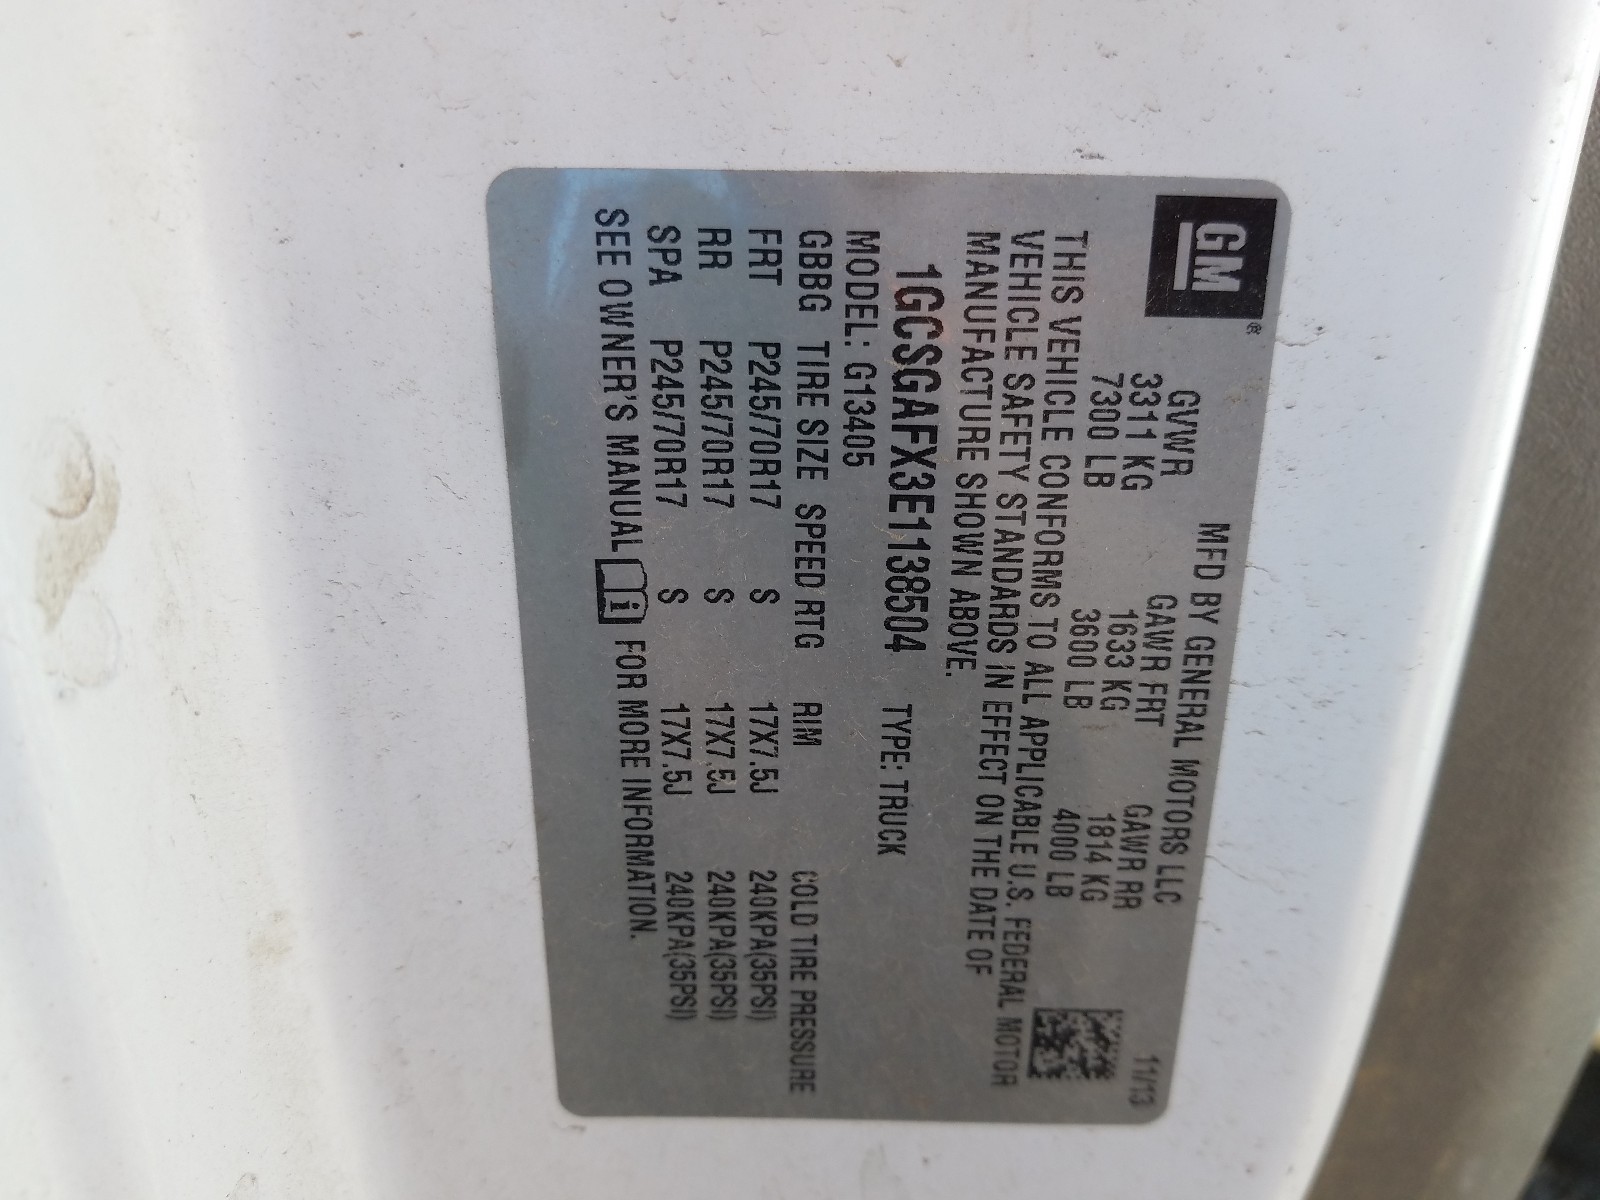 GM®
MFD BY GENERAL MOTORS LLC 11/13
GVWR GAWR FRT GAWR RR
3311 KG 1633 KG 1814 KG
7300 LB 3600 LB 4000 LB
THIS VEHICLE CONFORMS TO ALL APPLICABLE U.S. FEDERAL MOTOR
VEHICLE SAFETY STANDARDS IN EFFECT ON THE DATE OF
MANUFACTURE SHOWN ABOVE.
1GCSGAFX3E1138504 TYPE: TRUCK
MODEL: G13405
GBBG TIRE SIZE SPEED RTG RIM COLD TIRE PRESSURE
FRT P245/70R17 S 17X7.5J 240KPA(35PSI)
RR P245/70R17 S 17X7.5J 240KPA(35PSI)
SPA P245/70R17 S 17X7.5J 240KPA(35PSI)
SEE OWNER'S MANUAL i FOR MORE INFORMATION.